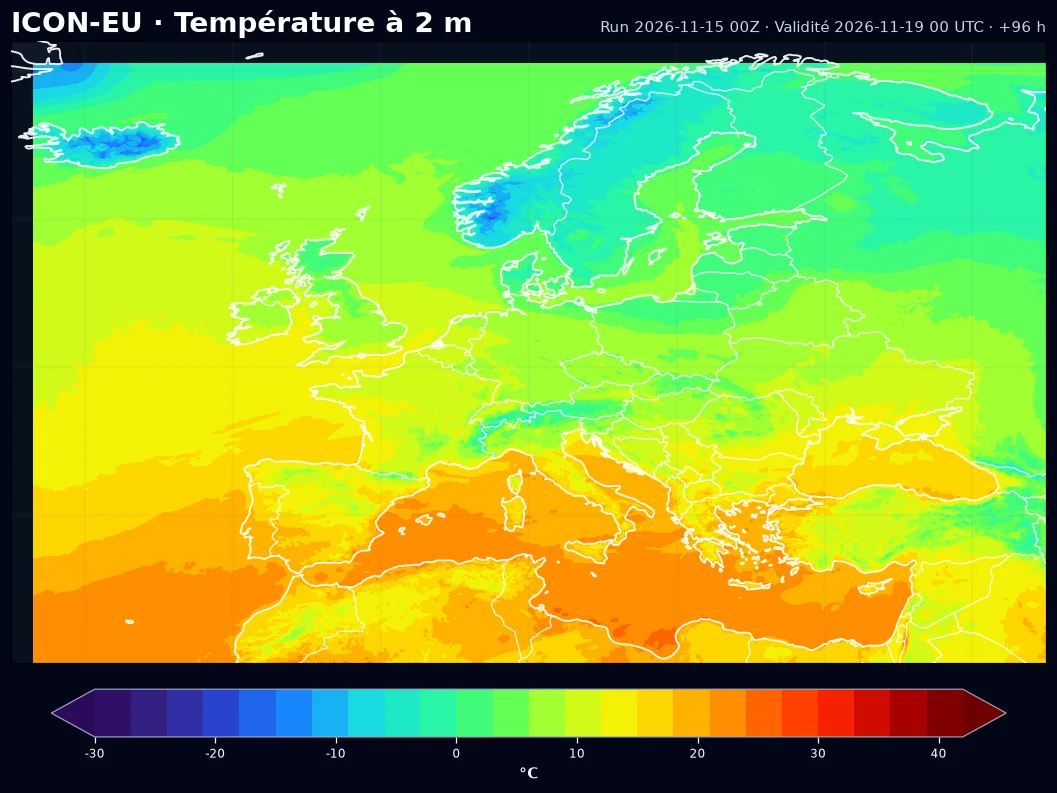 ICON-EU · Température à 2 m
Run 2026-11-15 00Z · Validité 2026-11-19 00 UTC · +96 h
-30 -20 -10 0 10 20 30 40
°C